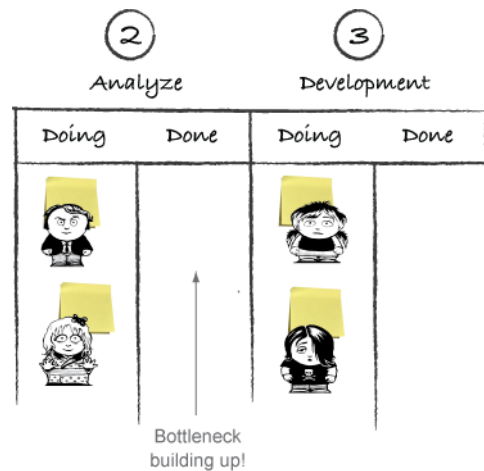 2
3
Analyze
Development
Doing
Done
Doing
Done
Bottleneck
building up!